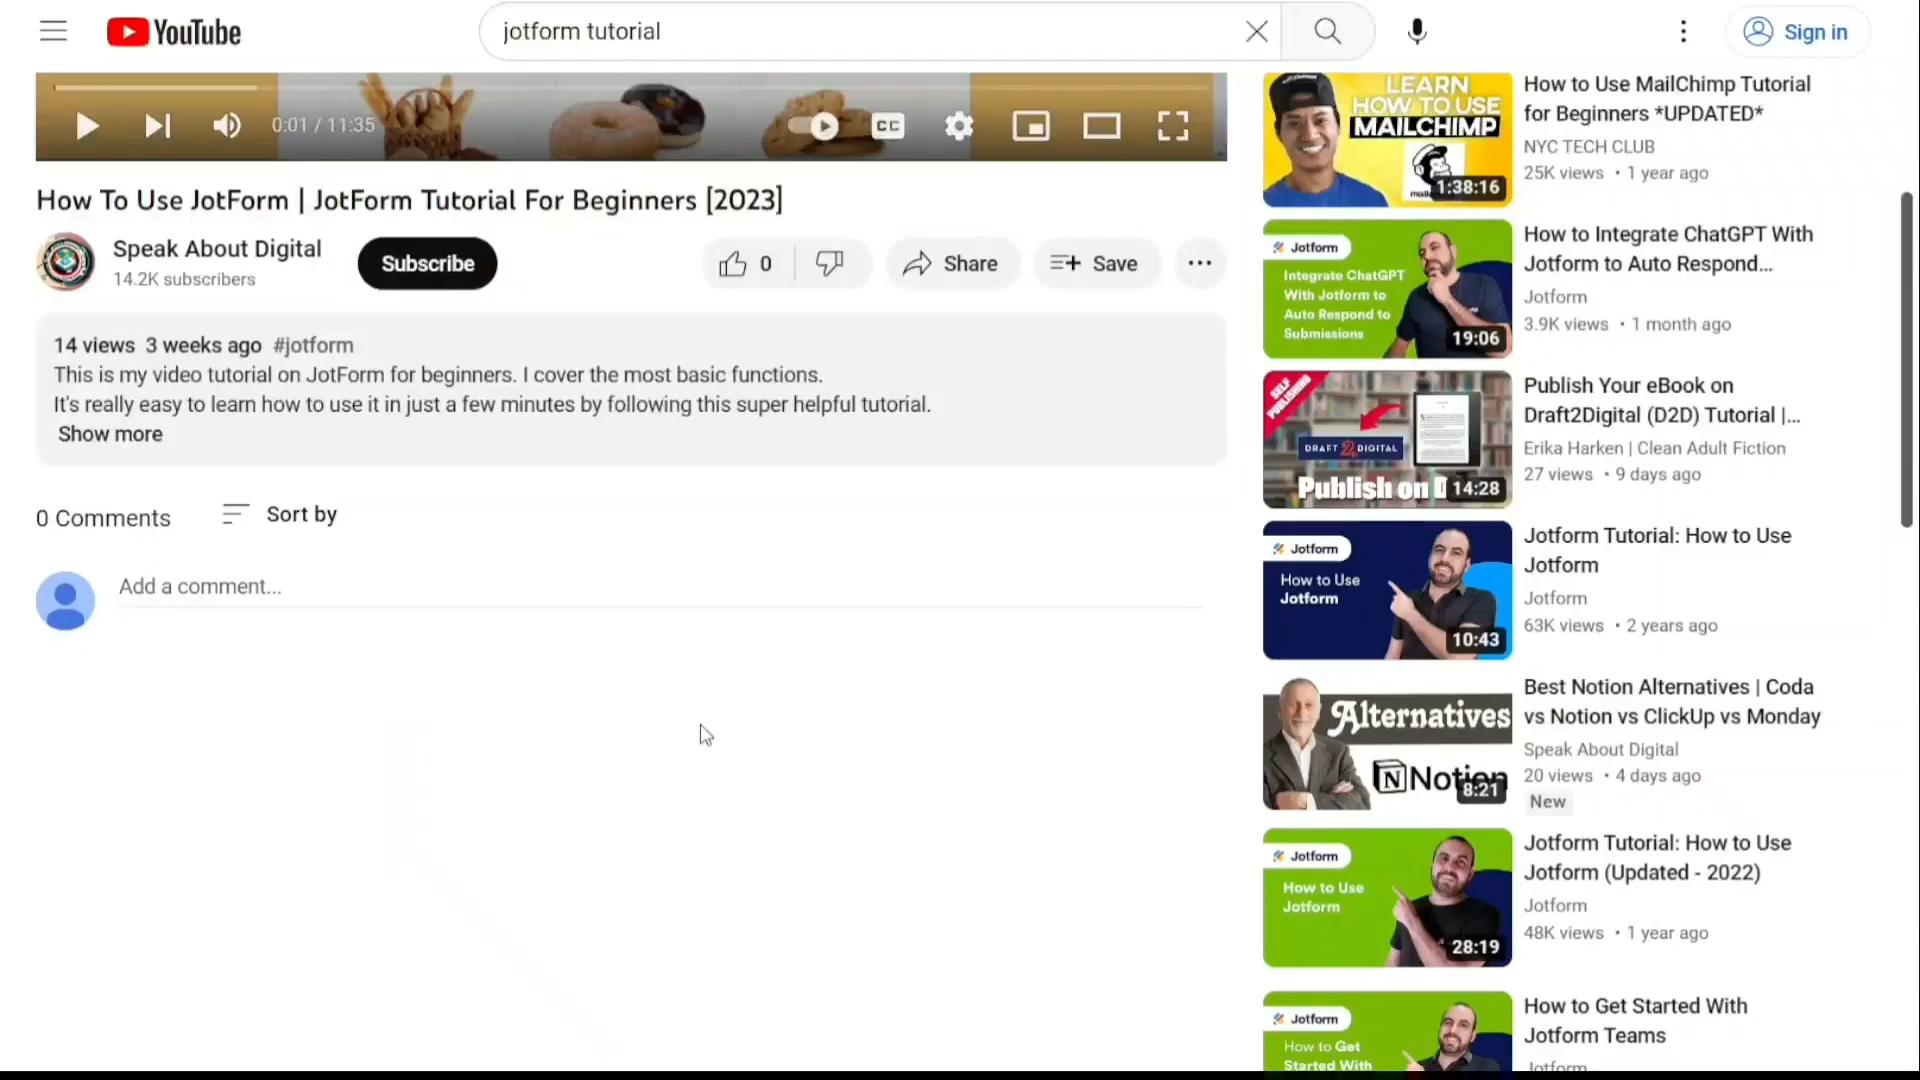 YouTube
jotform tutorial
Sign in
0:01 / 11:35
CC
How To Use JotForm | JotForm Tutorial For Beginners [2023]
Speak About Digital
14.2K subscribers
Subscribe
0
Share
Save
14 views 3 weeks ago #jotform
This is my video tutorial on JotForm for beginners. I cover the most basic functions.
It's really easy to learn how to use it in just a few minutes by following this super helpful tutorial.
Show more
0 Comments
Sort by
Add a comment...
LEARN
HOW TO USE
MAILCHIMP
1:38:16
How to Use MailChimp Tutorial
for Beginners *UPDATED*
NYC TECH CLUB
25K views • 1 year ago
Jotform
Integrate ChatGPT
With Jotform to
Auto Respond to
Submissions
19:06
How to Integrate ChatGPT With
Jotform to Auto Respond...
Jotform
3.9K views • 1 month ago
SELF
PUBLISHING
DRAFT 2 DIGITAL
Publish on D
14:28
Publish Your eBook on
Draft2Digital (D2D) Tutorial |...
Erika Harken | Clean Adult Fiction
27 views • 9 days ago
Jotform
How to Use
Jotform
10:43
Jotform Tutorial: How to Use
Jotform
Jotform
63K views • 2 years ago
Alternatives
Notion
8:21
Best Notion Alternatives | Coda
vs Notion vs ClickUp vs Monday
Speak About Digital
20 views • 4 days ago
New
Jotform
How to Use
Jotform
28:19
Jotform Tutorial: How to Use
Jotform (Updated - 2022)
Jotform
48K views • 1 year ago
Jotform
How to Get
Started With
How to Get Started With
Jotform Teams
Jotform